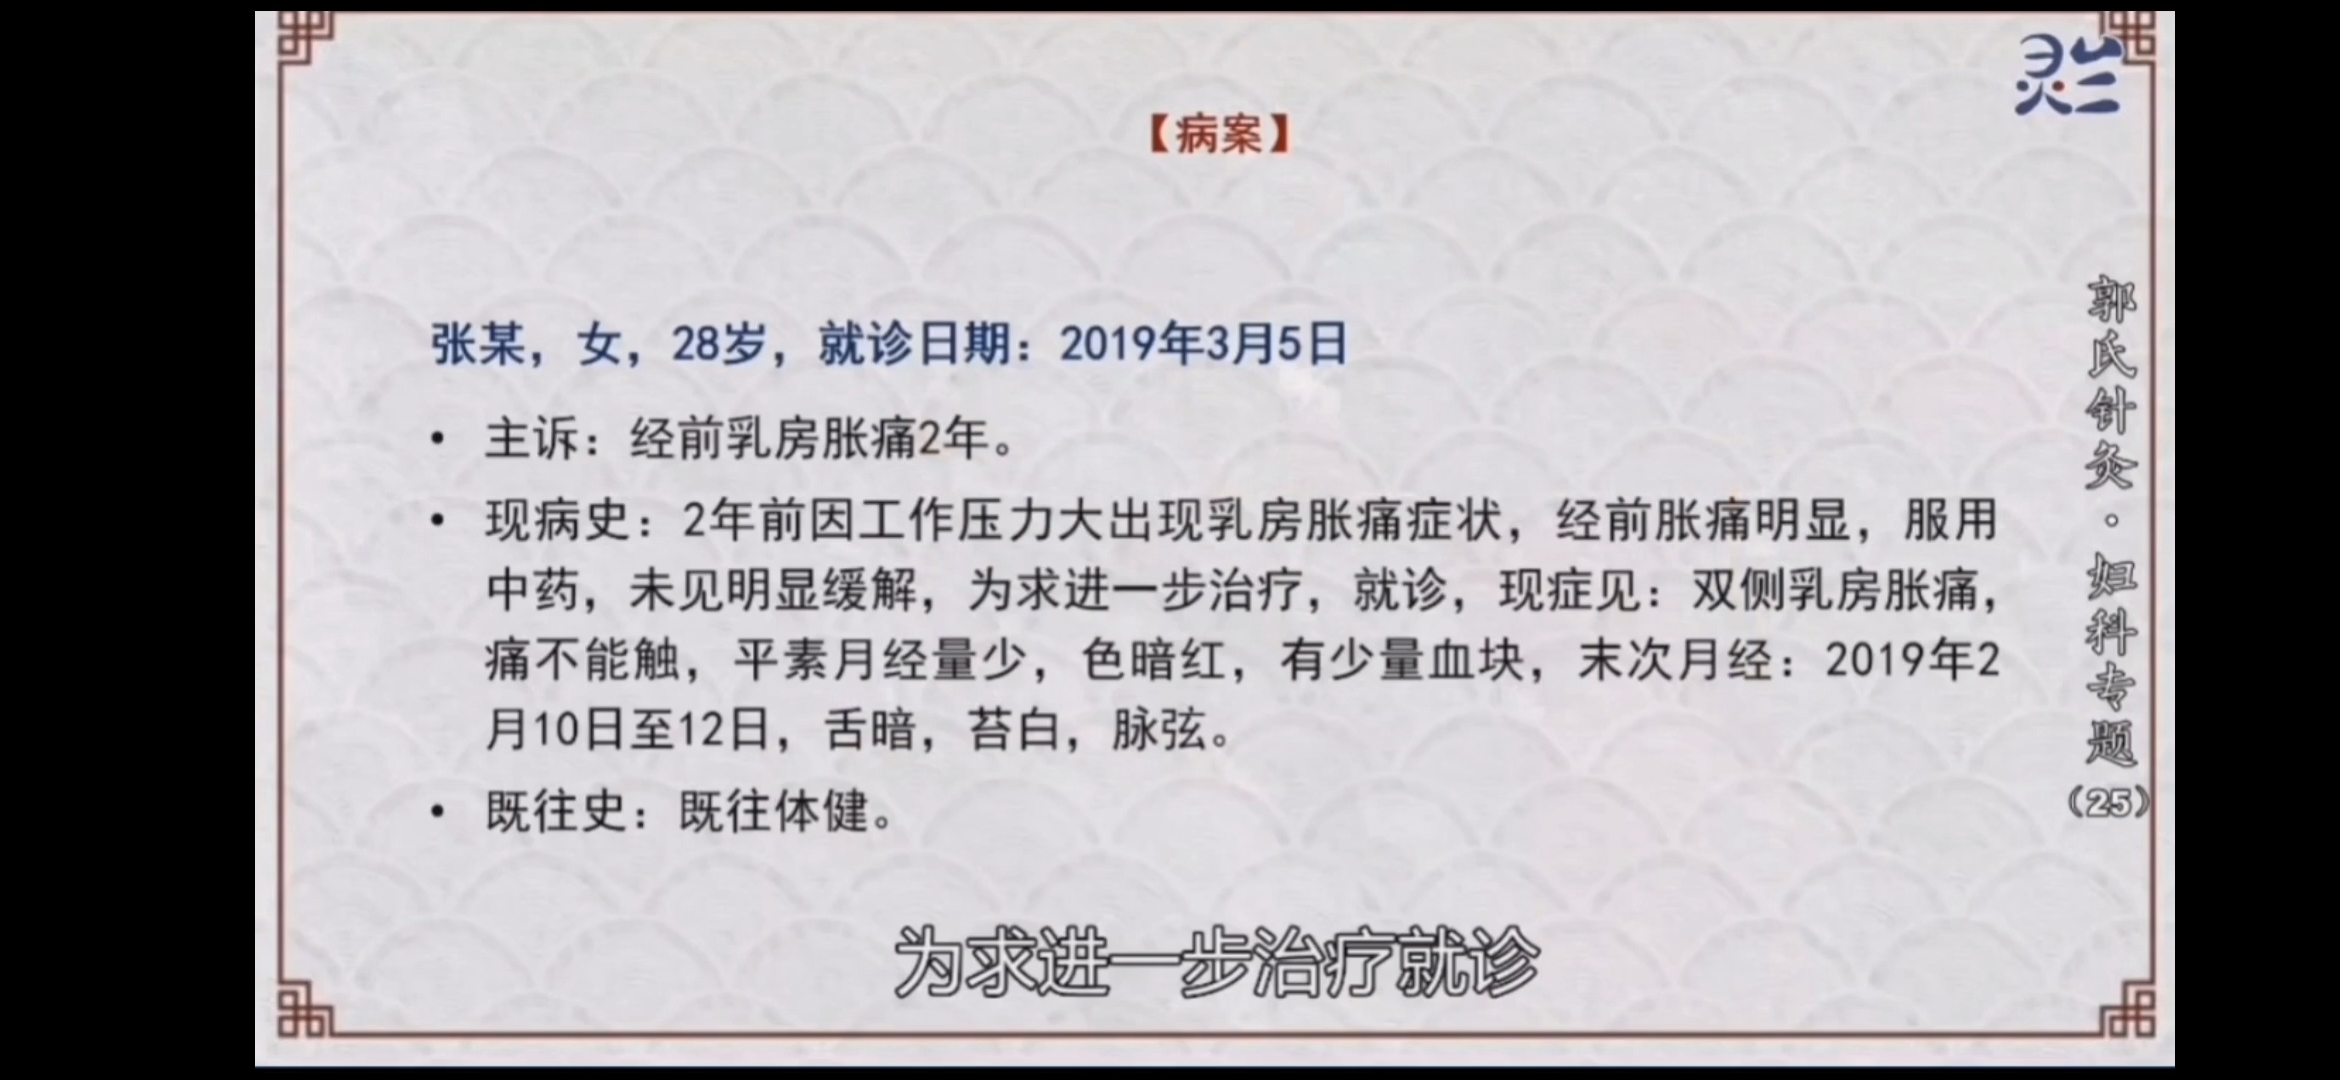 灵兰
【病案】
张某，女，28岁，就诊日期：2019年3月5日
• 主诉：经前乳房胀痛2年。
• 现病史：2年前因工作压力大出现乳房胀痛症状，经前胀痛明显，服用
中药，未见明显缓解，为求进一步治疗，就诊，现症见：双侧乳房胀痛，
痛不能触，平素月经量少，色暗红，有少量血块，末次月经：2019年2
月10日至12日，舌暗，苔白，脉弦。
• 既往史：既往体健。
郭氏针灸·妇科专题（25）
为求进一步治疗就诊